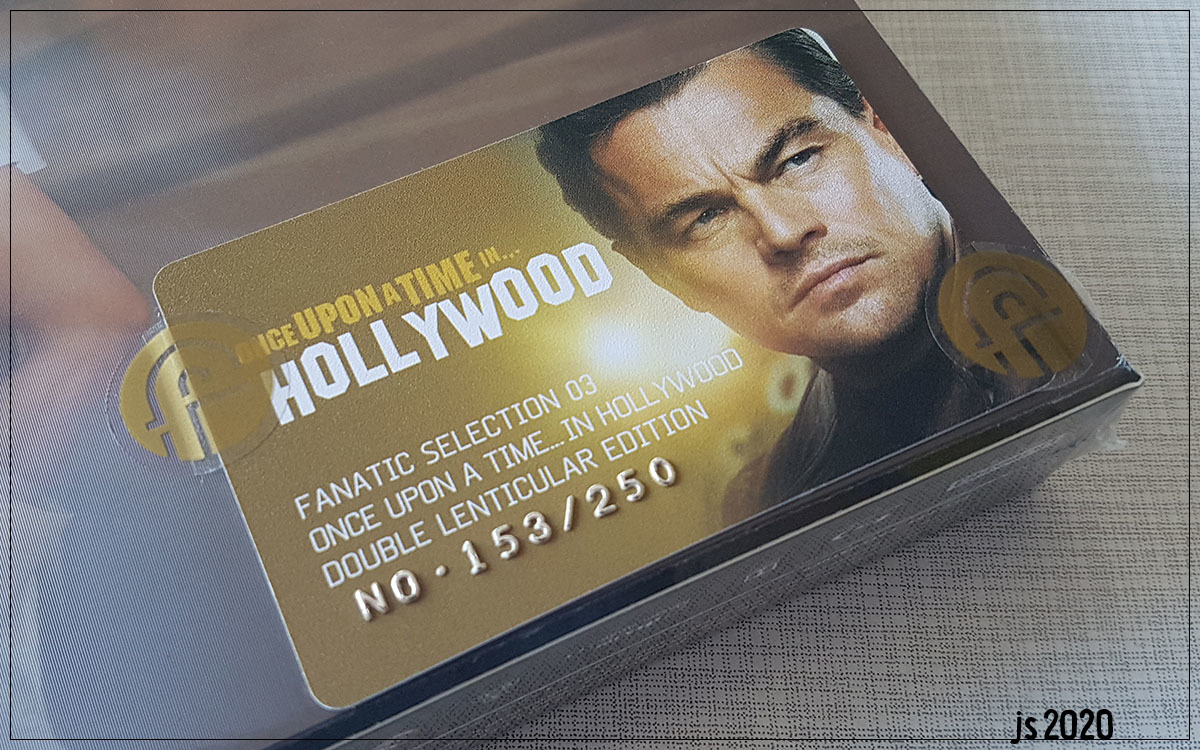 ONCE UPON A TIME IN...
HOLLYWOOD
FANATIC SELECTION 03
ONCE UPON A TIME...IN HOLLYWOOD
DOUBLE LENTICULAR EDITION
NO.153/250
js 2020